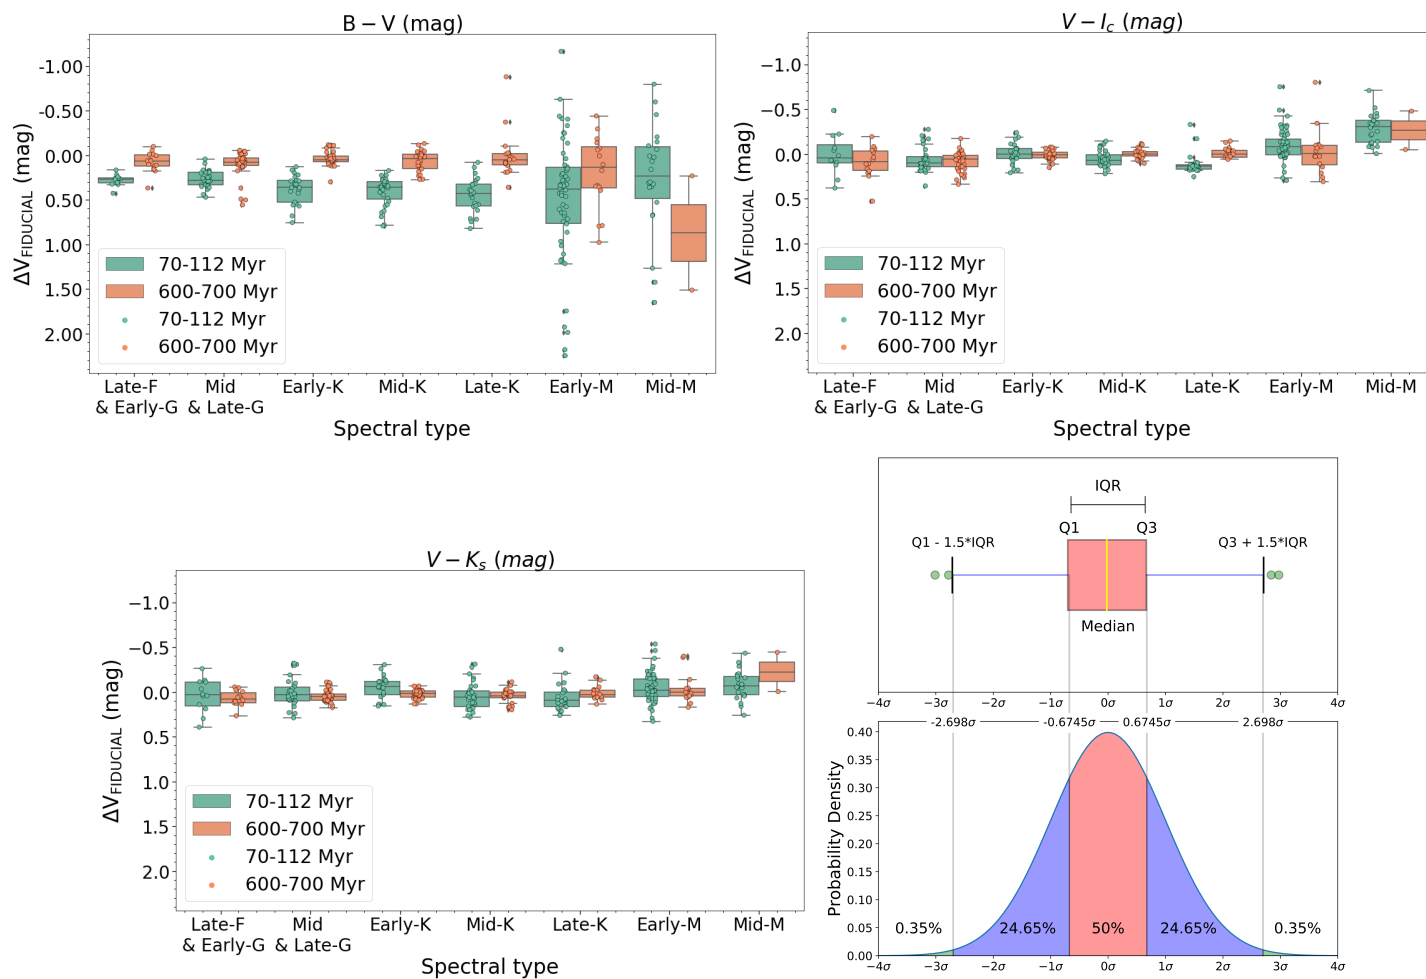 B − V (mag)
-1.00
-0.50
0.00
0.50
1.00
1.50
2.00
ΔV_FIDUCIAL (mag)
70-112 Myr
600-700 Myr
70-112 Myr
600-700 Myr
Late-F
& Early-G
Mid
& Late-G
Early-K
Mid-K
Late-K
Early-M
Mid-M
Spectral type
V − I_c (mag)
-1.0
-0.5
0.0
0.5
1.0
1.5
2.0
ΔV_FIDUCIAL (mag)
70-112 Myr
600-700 Myr
70-112 Myr
600-700 Myr
Late-F
& Early-G
Mid
& Late-G
Early-K
Mid-K
Late-K
Early-M
Mid-M
Spectral type
V − K_s (mag)
−1.0
−0.5
0.0
0.5
1.0
1.5
2.0
ΔV_FIDUCIAL (mag)
70-112 Myr
600-700 Myr
70-112 Myr
600-700 Myr
Late-F
& Early-G
Mid
& Late-G
Early-K
Mid-K
Late-K
Early-M
Mid-M
Spectral type
IQR
Q1 Q3
Q1 - 1.5*IQR Q3 + 1.5*IQR
Median
−4σ −3σ −2σ −1σ 0σ 1σ 2σ 3σ 4σ
-2.698σ -0.6745σ 0.6745σ 2.698σ
0.40
0.35
0.30
0.25
0.20
0.15
0.10
0.05
0.00
Probability Density
0.35% 24.65% 50% 24.65% 0.35%
−4σ −3σ −2σ −1σ 0σ 1σ 2σ 3σ 4σ